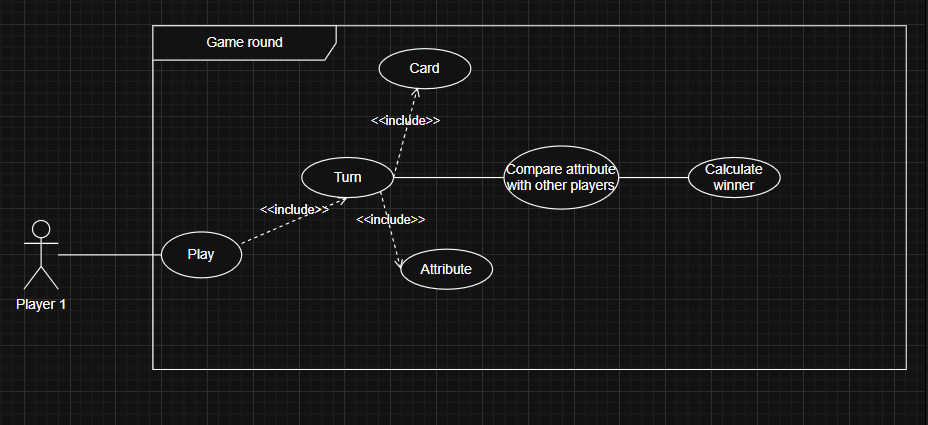 Game round
Card
<<include>>
Turn
Compare attribute
with other players
Calculate
winner
<<include>>
<<include>>
Play
Attribute
Player 1